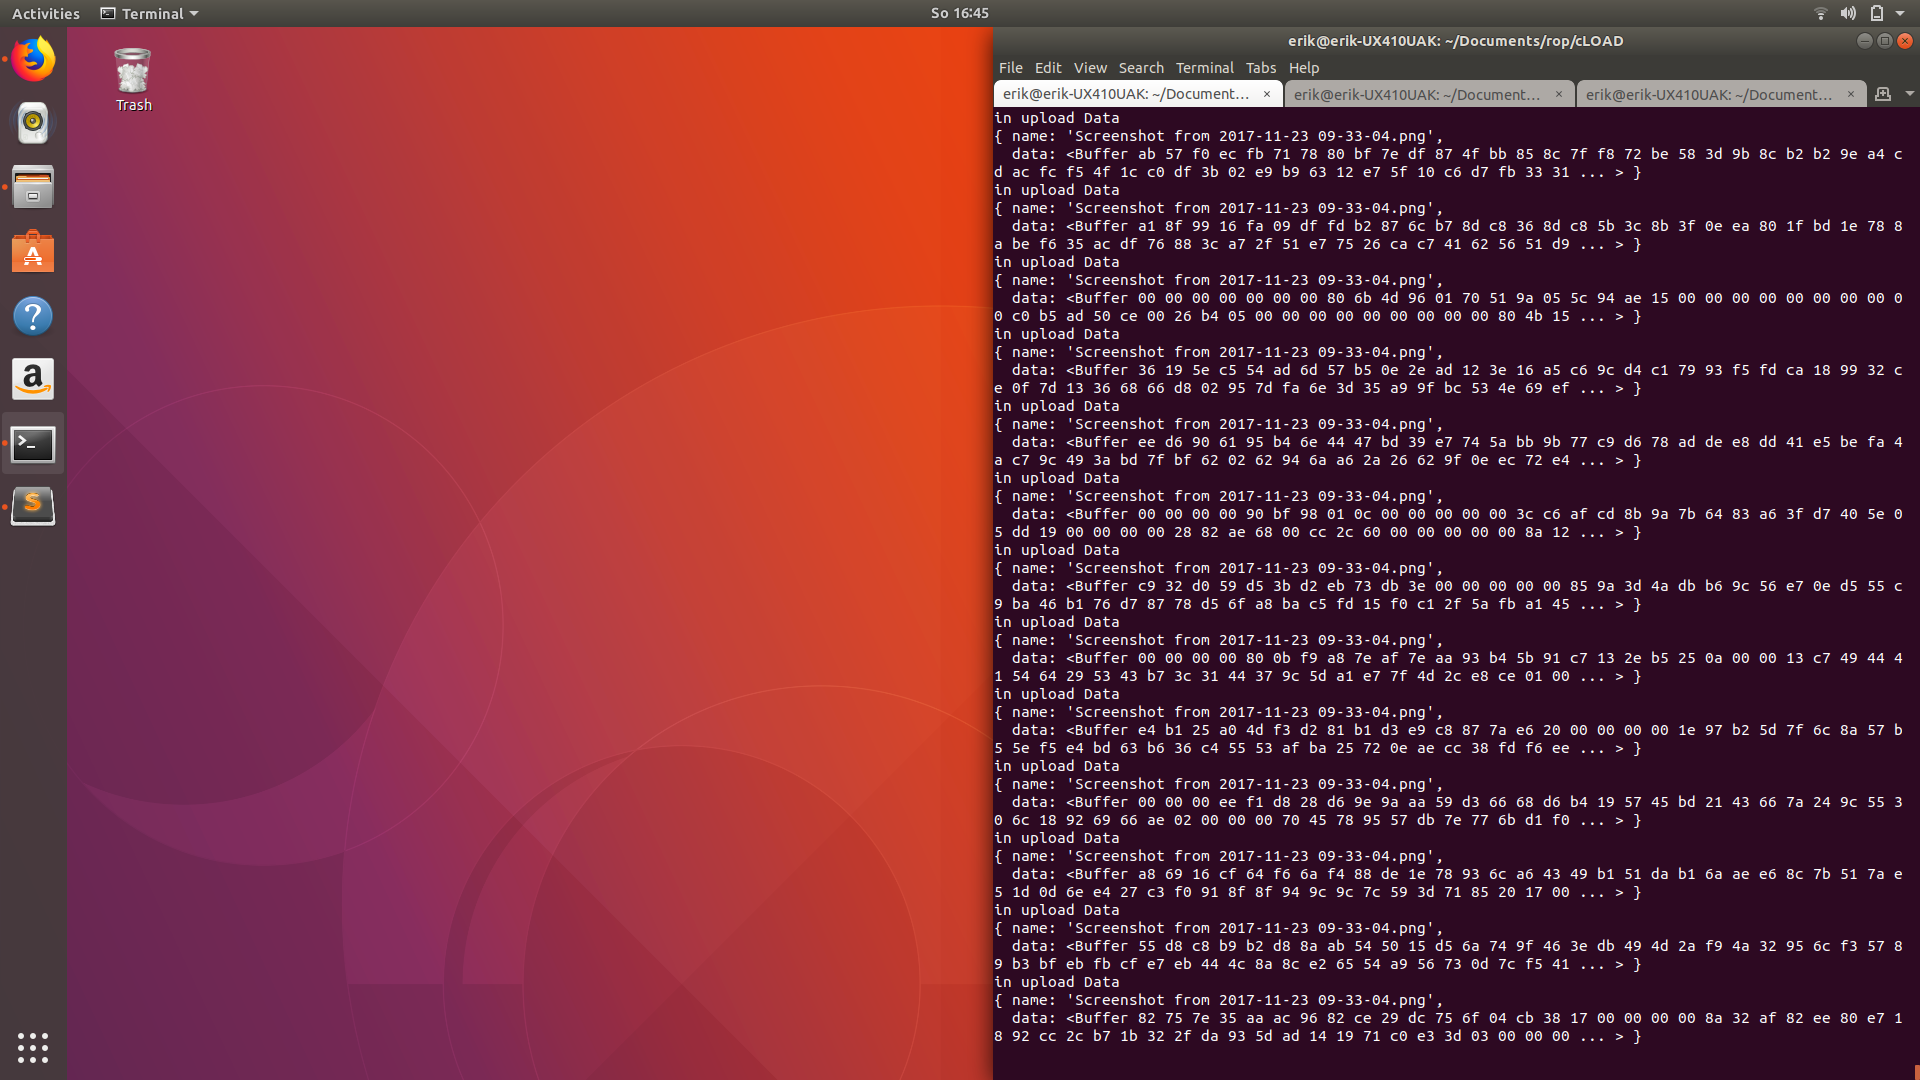 Activities Terminal So 16:45
Trash
erik@erik-UX410UAK: ~/Documents/rop/cLOAD
File Edit View Search Terminal Tabs Help
erik@erik-UX410UAK: ~/Document... × erik@erik-UX410UAK: ~/Document... × erik@erik-UX410UAK: ~/Document... ×
in upload Data
{ name: 'Screenshot from 2017-11-23 09-33-04.png',
data: <Buffer ab 57 f0 ec fb 71 78 80 bf 7e df 87 4f bb 85 8c 7f f8 72 be 58 3d 9b 8c b2 b2 9e a4 c
d ac fc f5 4f 1c c0 df 3b 02 e9 b9 63 12 e7 5f 10 c6 d7 fb 33 31 ... > }
in upload Data
{ name: 'Screenshot from 2017-11-23 09-33-04.png',
data: <Buffer a1 8f 99 16 fa 09 df fd b2 87 6c b7 8d c8 36 8d c8 5b 3c 8b 3f 0e ea 80 1f bd 1e 78 8
a be f6 35 ac df 76 88 3c a7 2f 51 e7 75 26 ca c7 41 62 56 51 d9 ... > }
in upload Data
{ name: 'Screenshot from 2017-11-23 09-33-04.png',
data: <Buffer 00 00 00 00 00 00 00 80 6b 4d 96 01 70 51 9a 05 5c 94 ae 15 00 00 00 00 00 00 00 00 0
0 c0 b5 ad 50 ce 00 26 b4 05 00 00 00 00 00 00 00 00 00 80 4b 15 ... > }
in upload Data
{ name: 'Screenshot from 2017-11-23 09-33-04.png',
data: <Buffer 36 19 5e c5 54 ad 6d 57 b5 0e 2e ad 12 3e 16 a5 c6 9c d4 c1 79 93 f5 fd ca 18 99 32 c
e 0f 7d 13 36 68 66 d8 02 95 7d fa 6e 3d 35 a9 9f bc 53 4e 69 ef ... > }
in upload Data
{ name: 'Screenshot from 2017-11-23 09-33-04.png',
data: <Buffer ee d6 90 61 95 b4 6e 44 47 bd 39 e7 74 5a bb 9b 77 c9 d6 78 ad de e8 dd 41 e5 be fa 4
a c7 9c 49 3a bd 7f bf 62 02 62 94 6a a6 2a 26 62 9f 0e ec 72 e4 ... > }
in upload Data
{ name: 'Screenshot from 2017-11-23 09-33-04.png',
data: <Buffer 00 00 00 00 90 bf 98 01 0c 00 00 00 00 00 3c c6 af cd 8b 9a 7b 64 83 a6 3f d7 40 5e 0
5 dd 19 00 00 00 00 28 82 ae 68 00 cc 2c 60 00 00 00 00 00 8a 12 ... > }
in upload Data
{ name: 'Screenshot from 2017-11-23 09-33-04.png',
data: <Buffer c9 32 d0 59 d5 3b d2 eb 73 db 3e 00 00 00 00 00 85 9a 3d 4a db b6 9c 56 e7 0e d5 55 c
9 ba 46 b1 76 d7 87 78 d5 6f a8 ba c5 fd 15 f0 c1 2f 5a fb a1 45 ... > }
in upload Data
{ name: 'Screenshot from 2017-11-23 09-33-04.png',
data: <Buffer 00 00 00 00 80 0b f9 a8 7e af 7e aa 93 b4 5b 91 c7 13 2e b5 25 0a 00 00 13 c7 49 44 4
1 54 64 29 53 43 b7 3c 31 44 37 9c 5d a1 e7 7f 4d 2c e8 ce 01 00 ... > }
in upload Data
{ name: 'Screenshot from 2017-11-23 09-33-04.png',
data: <Buffer e4 b1 25 a0 4d f3 d2 81 b1 d3 e9 c8 87 7a e6 20 00 00 00 00 1e 97 b2 5d 7f 6c 8a 57 b
5 5e f5 e4 bd 63 b6 36 c4 55 53 af ba 25 72 0e ae cc 38 fd f6 ee ... > }
in upload Data
{ name: 'Screenshot from 2017-11-23 09-33-04.png',
data: <Buffer 00 00 00 ee f1 d8 28 d6 9e 9a aa 59 d3 66 68 d6 b4 19 57 45 bd 21 43 66 7a 24 9c 55 3
0 6c 18 92 69 66 ae 02 00 00 00 70 45 78 95 57 db 7e 77 6b d1 f0 ... > }
in upload Data
{ name: 'Screenshot from 2017-11-23 09-33-04.png',
data: <Buffer a8 69 16 cf 64 f6 6a f4 88 de 1e 78 93 6c a6 43 49 b1 51 da b1 6a ae e6 8c 7b 51 7a e
5 1d 0d 6e e4 27 c3 f0 91 8f 8f 94 9c 9c 7c 59 3d 71 85 20 17 00 ... > }
in upload Data
{ name: 'Screenshot from 2017-11-23 09-33-04.png',
data: <Buffer 55 d8 c8 b9 b2 d8 8a ab 54 50 15 d5 6a 74 9f 46 3e db 49 4d 2a f9 4a 32 95 6c f3 57 8
9 b3 bf eb fb cf e7 eb 44 4c 8a 8c e2 65 54 a9 56 73 0d 7c f5 41 ... > }
in upload Data
{ name: 'Screenshot from 2017-11-23 09-33-04.png',
data: <Buffer 82 75 7e 35 aa ac 96 82 ce 29 dc 75 6f 04 cb 38 17 00 00 00 00 8a 32 af 82 ee 80 e7 1
8 92 cc 2c b7 1b 32 2f da 93 5d ad 14 19 71 c0 e3 3d 03 00 00 00 ... > }